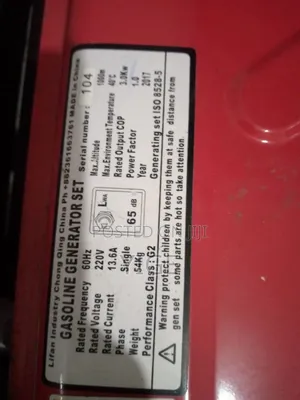 Lifan Industry Chong Qing China Ph +862361663761 MADE IN China
GASOLINE GENERATOR SET
Serial number: 104
Rated Frequency 60Hz
Rated Voltage 220V
Rated Current 13.6A
Phase Single
Weight 54Kg
Performance Class: G2
LWA
65 dB
Max. altitude 1000m
Max. Environment Temperature 40℃
Rated Output COP 3.0Kw
Power Factor 1.0
Year 2017
Generating set ISO 8528-5
Warning protect children by keeping them at safe distance from
gen set some parts are hot so take attention